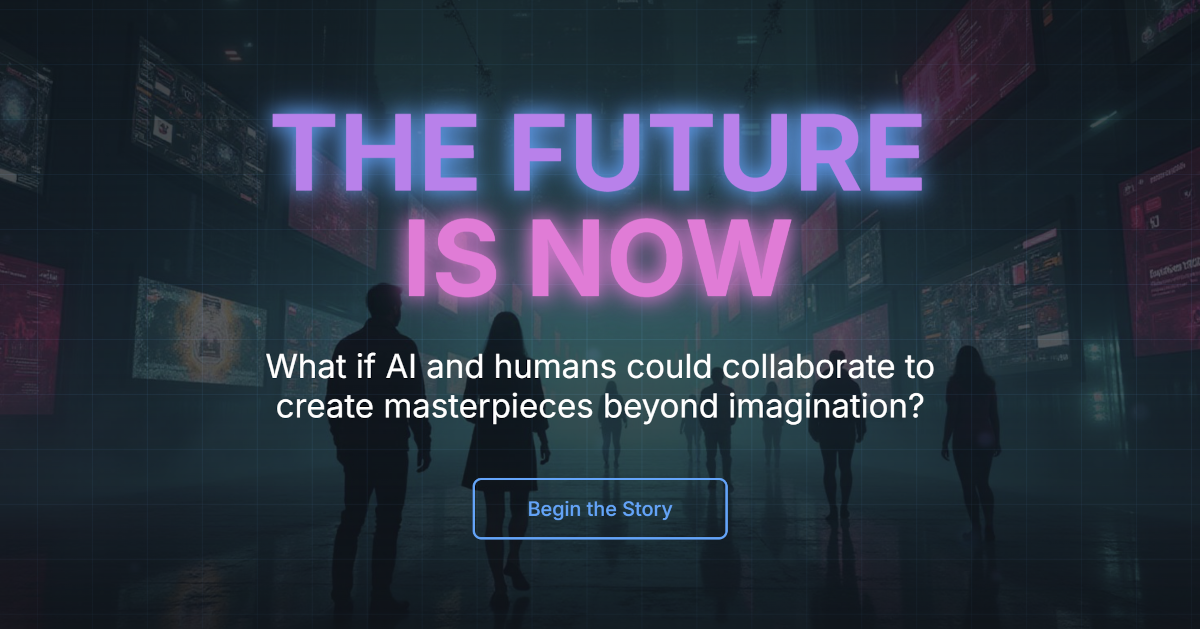 THE FUTURE
IS NOW
What if AI and humans could collaborate to
create masterpieces beyond imagination?
Begin the Story